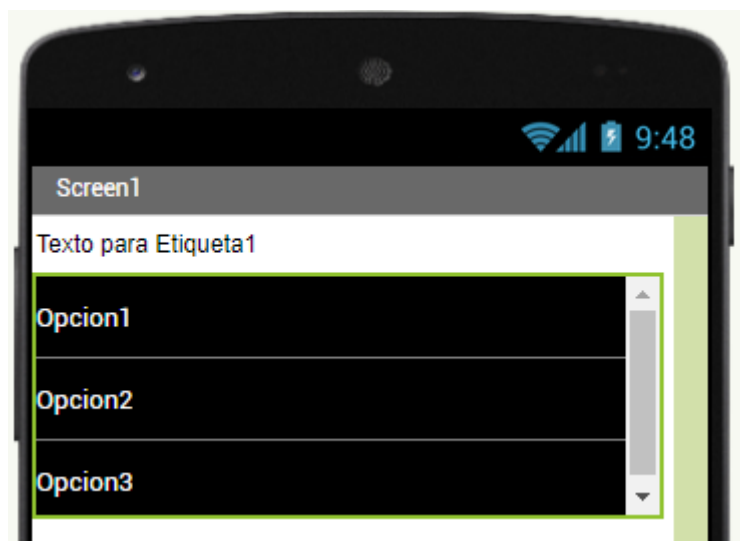 9:48
Screen1
Texto para Etiqueta1
Opcion1
Opcion2
Opcion3